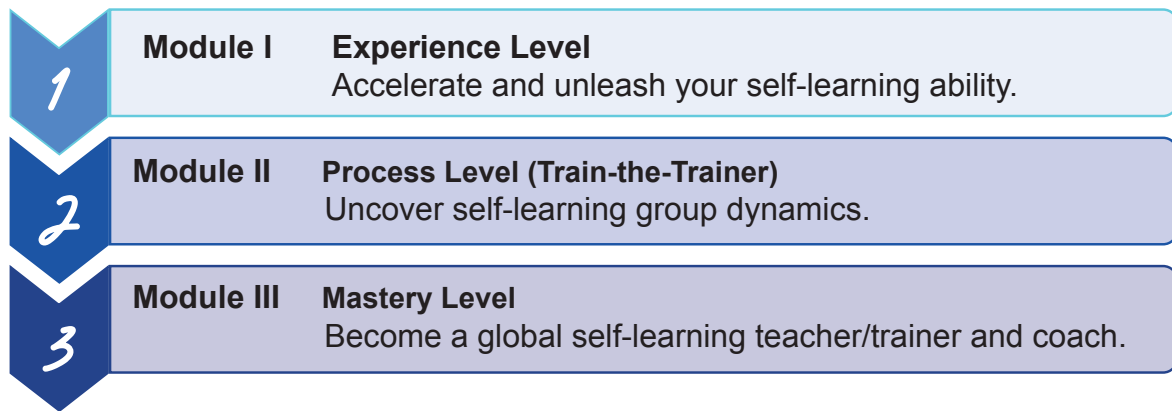 1
Module I Experience Level
Accelerate and unleash your self-learning ability.
2
Module II Process Level (Train-the-Trainer)
Uncover self-learning group dynamics.
3
Module III Mastery Level
Become a global self-learning teacher/trainer and coach.